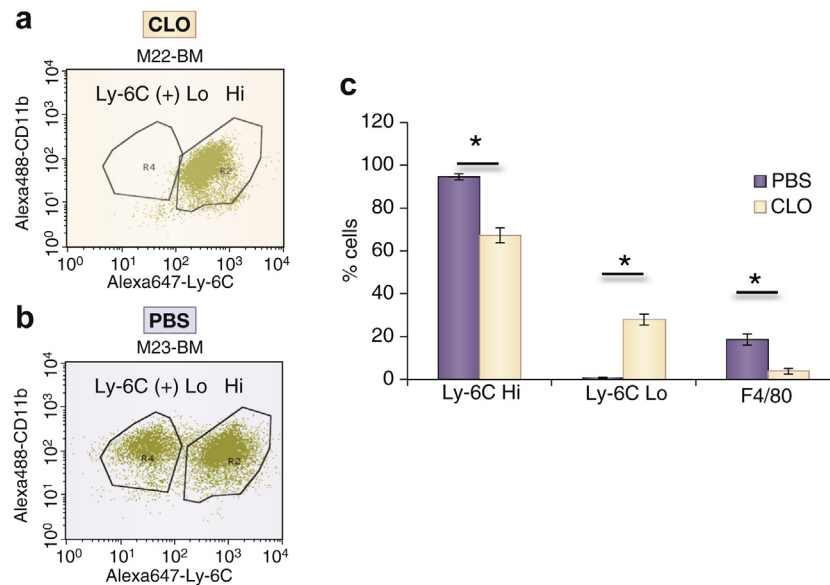 a
CLO
M22-BM
Ly-6C (+) Lo Hi
R4
R2
Alexa488-CD11b
10⁴
10³
10²
10¹
10⁰
10⁰ 10¹ 10² 10³ 10⁴
Alexa647-Ly-6C
b
PBS
M23-BM
Ly-6C (+) Lo Hi
R4
R2
Alexa488-CD11b
10⁴
10³
10²
10¹
10⁰
10⁰ 10¹ 10² 10³ 10⁴
Alexa647-Ly-6C
c
% cells
120
100
80
60
40
20
0
*
*
*
PBS
CLO
Ly-6C Hi
Ly-6C Lo
F4/80